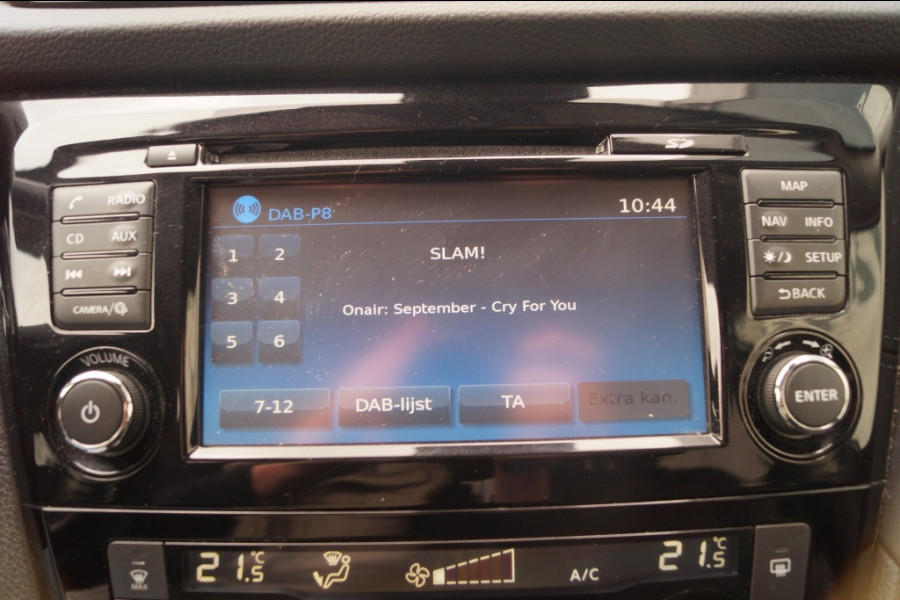 SD
RADIO
MAP
DAB-P8
10:44
CD AUX
NAV INFO
1 2
SLAM!
SETUP
3 4
Onair: September - Cry For You
CAMERA/
BACK
5 6
VOLUME
7-12
DAB-lijst
TA
Extra kan.
ENTER
21.5°C
A/C
21.5°C
MAX